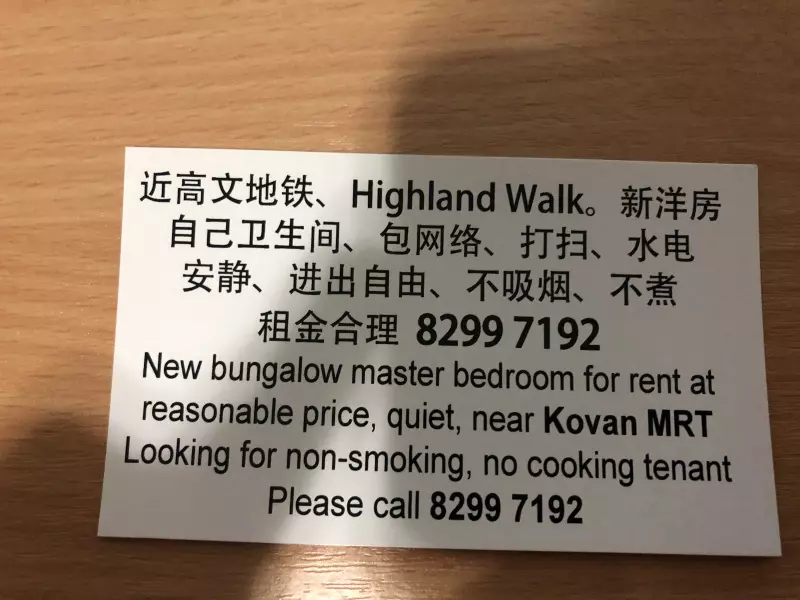 近高文地铁、Highland Walk。新洋房
自己卫生间、包网络、打扫、水电
安静、进出自由、不吸烟、不煮
租金合理 8299 7192
New bungalow master bedroom for rent at
reasonable price, quiet, near Kovan MRT
Looking for non-smoking, no cooking tenant
Please call 8299 7192